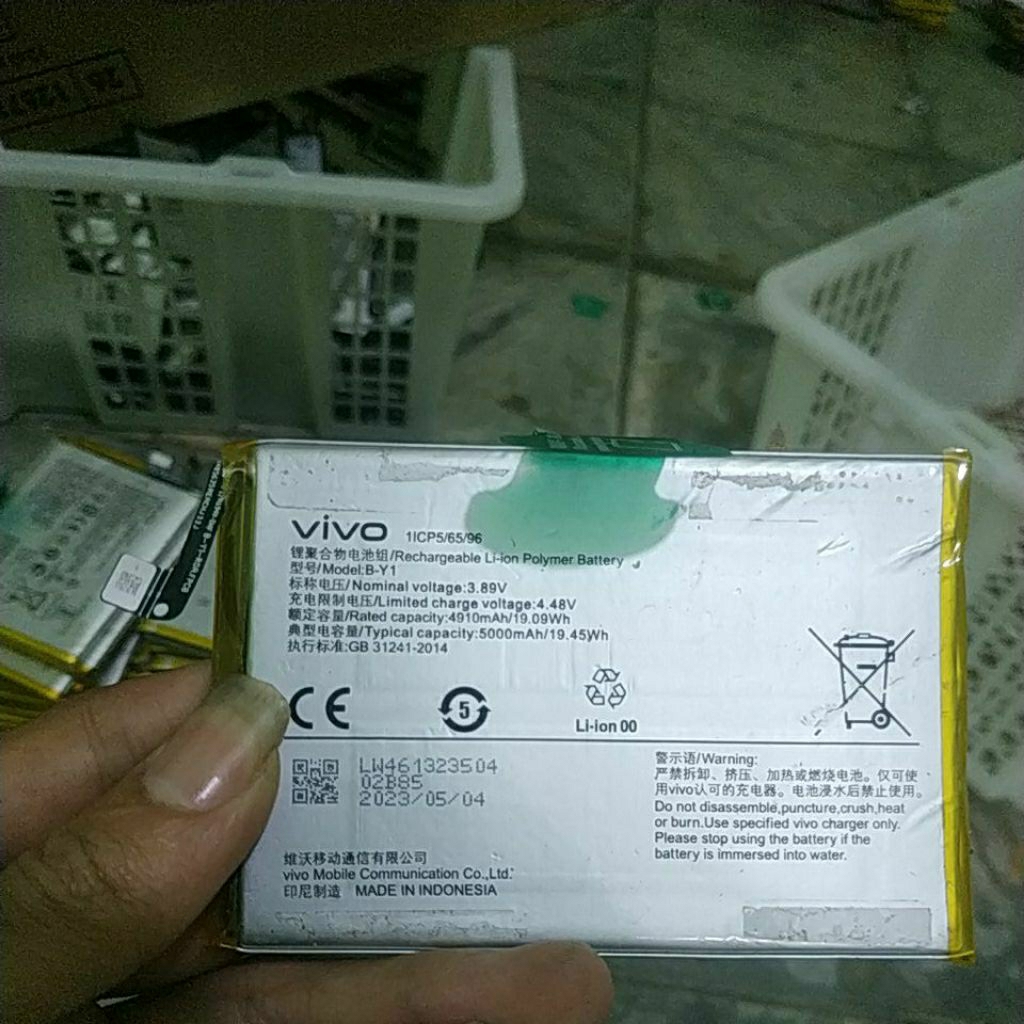 vivo 1ICP5/65/96
锂聚合物电池组/Rechargeable Li-ion Polymer Battery
型号/Model:B-Y1
标称电压/Nominal voltage:3.89V
充电限制电压/Limited charge voltage:4.48V
额定容量/Rated capacity:4910mAh/19.09Wh
典型电容量/Typical capacity:5000mAh/19.45Wh
执行标准:GB 31241-2014
CE
5
Li-ion 00
LW461323504
02B85
2023/05/04
警示语/Warning:
严禁拆卸、挤压、加热或燃烧电池。仅可使
用vivo认可的充电器。电池浸水后禁止使用。
Do not disassemble,puncture,crush,heat
or burn.Use specified vivo charger only.
Please stop using the battery if the
battery is immersed into water.
维沃移动通信有限公司
vivo Mobile Communication Co.,Ltd.
印尼制造 MADE IN INDONESIA